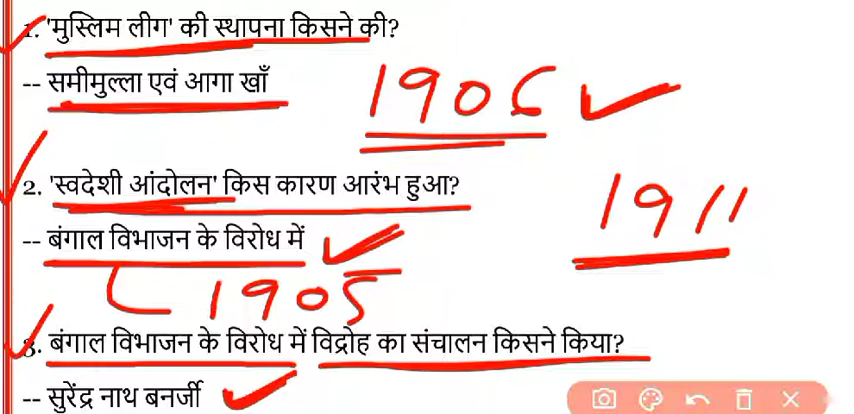 1. 'मुस्लिम लीग' की स्थापना किसने की?
-- समीमुल्ला एवं आगा खाँ
1906
2. 'स्वदेशी आंदोलन' किस कारण आरंभ हुआ?
1911
-- बंगाल विभाजन के विरोध में
1905
3. बंगाल विभाजन के विरोध में विद्रोह का संचालन किसने किया?
-- सुरेंद्र नाथ बनर्जी